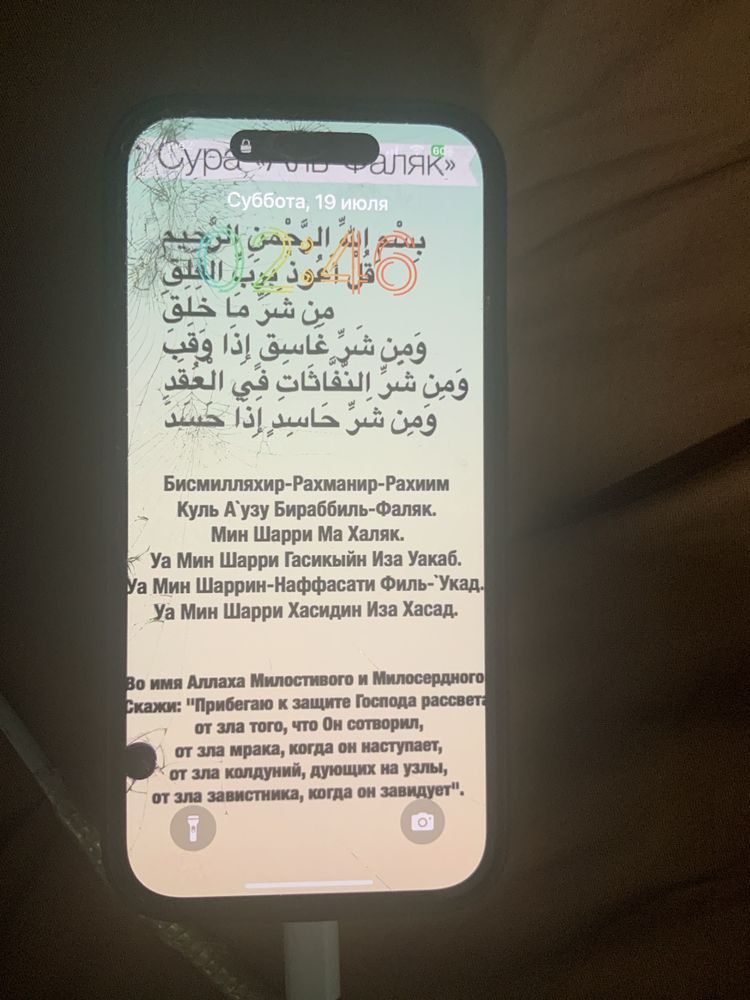 Сура «Аль-Фаляк»
Суббота, 19 июля
02:46
بِسْمِ اللهِ الرَّحْمَنِ الرَّحِيمِ
قُلْ أَعُوذُ بِرَبِّ الْفَلَقِ
مِن شَرِّ مَا خَلَقَ
وَمِن شَرِّ غَاسِقٍ إِذَا وَقَبَ
وَمِن شَرِّ النَّفَّاثَاتِ فِي الْعُقَدِ
وَمِن شَرِّ حَاسِدٍ إِذَا حَسَدَ
Бисмилляхир-Рахманир-Рахиим
Куль А`узу Бираббиль-Фаляк.
Мин Шарри Ма Халяк.
Уа Мин Шарри Гасикыйн Иза Уакаб.
Уа Мин Шаррин-Наффасати Филь-`Укад.
Уа Мин Шарри Хасидин Иза Хасад.
Во имя Аллаха Милостивого и Милосердного
Скажи: "Прибегаю к защите Господа рассвета
от зла того, что Он сотворил,
от зла мрака, когда он наступает,
от зла колдуний, дующих на узлы,
от зла завистника, когда он завидует".